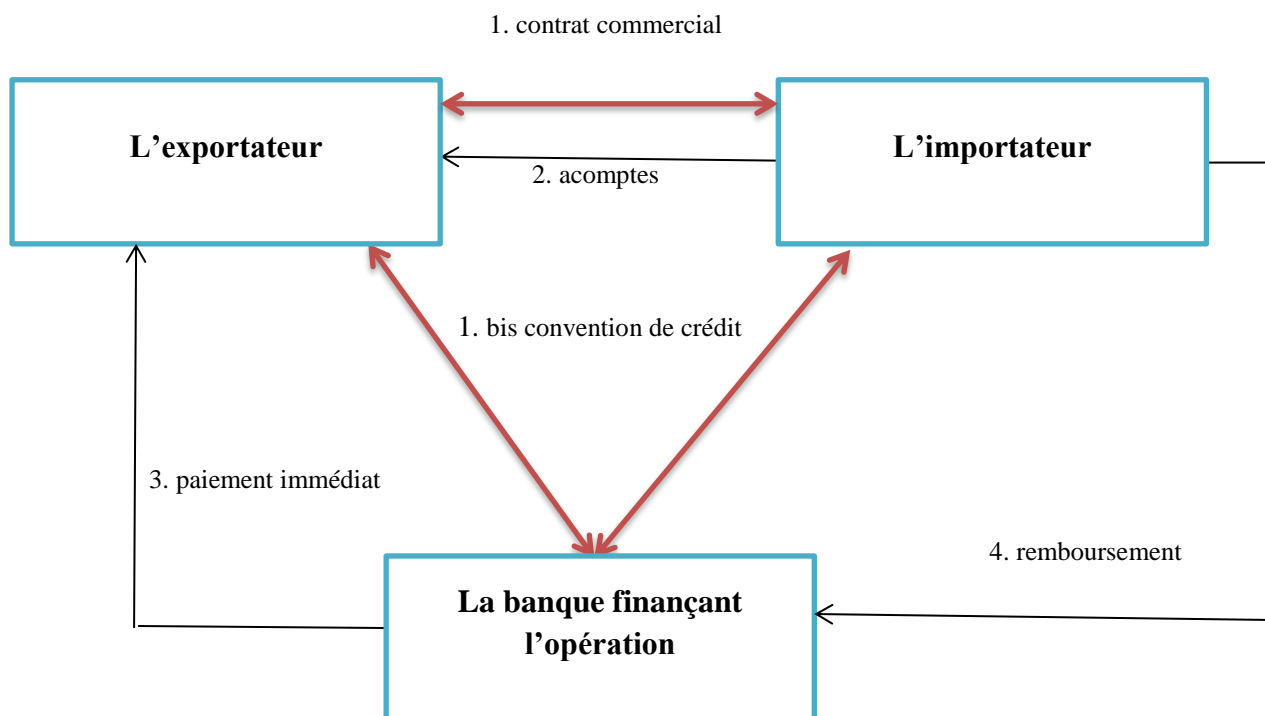 1. contrat commercial
L’exportateur
L’importateur
2. acomptes
1. bis convention de crédit
3. paiement immédiat
4. remboursement
La banque finançant
l’opération